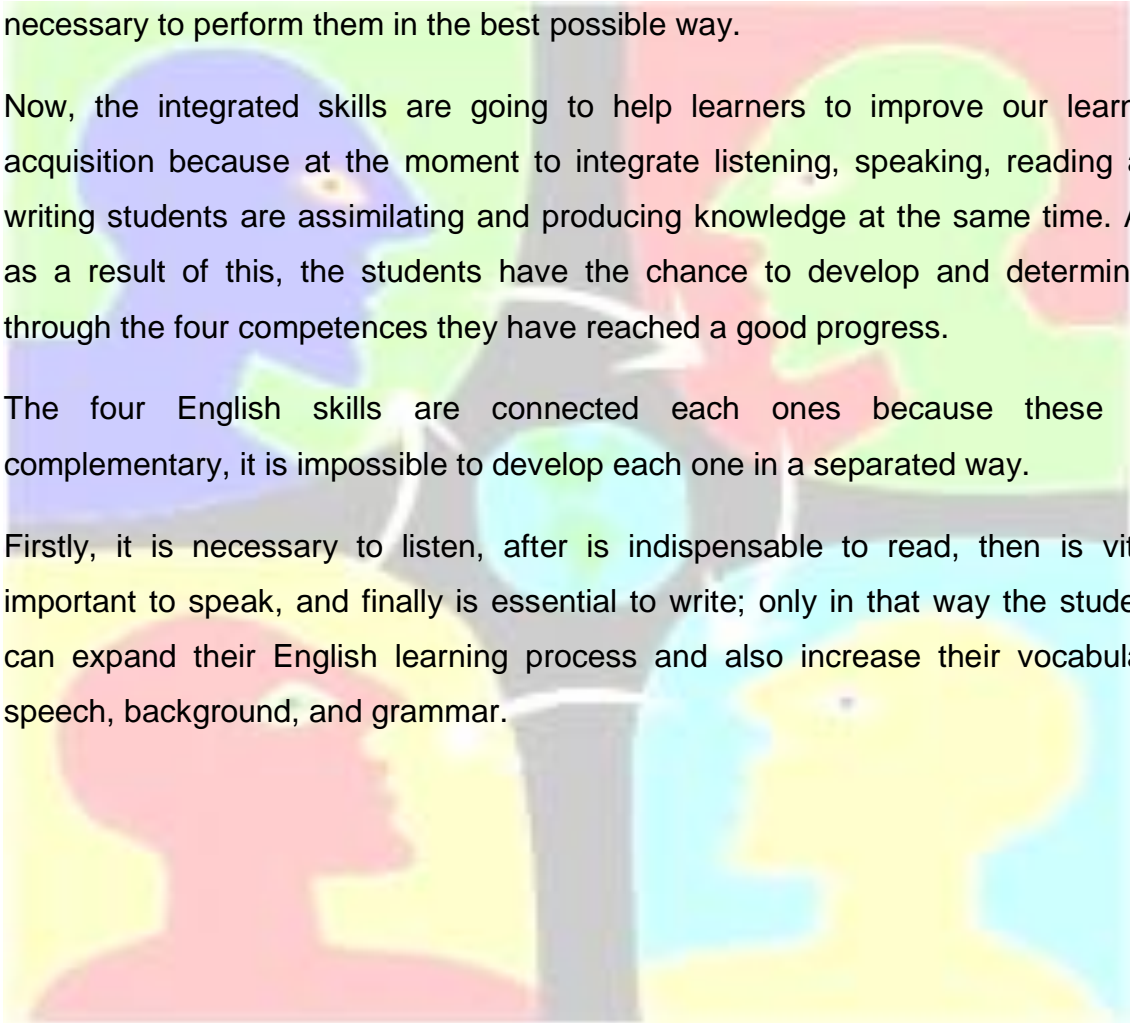 necessary to perform them in the best possible way.
Now, the integrated skills are going to help learners to improve our learn
acquisition because at the moment to integrate listening, speaking, reading a
writing students are assimilating and producing knowledge at the same time. A
as a result of this, the students have the chance to develop and determin
through the four competences they have reached a good progress.
The four English skills are connected each ones because these
complementary, it is impossible to develop each one in a separated way.
Firstly, it is necessary to listen, after is indispensable to read, then is vit
important to speak, and finally is essential to write; only in that way the stude
can expand their English learning process and also increase their vocabula
speech, background, and grammar.